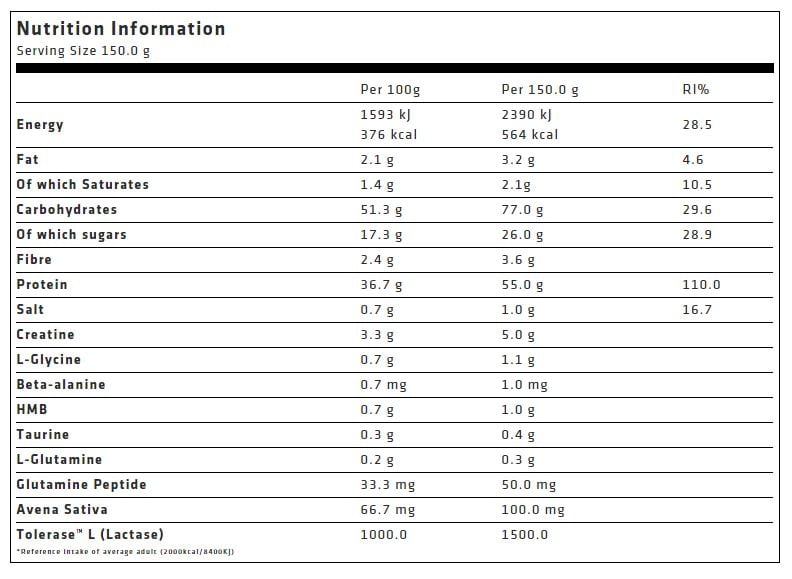 Nutrition Information
Serving Size 150.0 g
Per 100g Per 150.0 g RI%
Energy 1593 kJ 2390 kJ 28.5
376 kcal 564 kcal
Fat 2.1 g 3.2 g 4.6
Of which Saturates 1.4 g 2.1g 10.5
Carbohydrates 51.3 g 77.0 g 29.6
Of which sugars 17.3 g 26.0 g 28.9
Fibre 2.4 g 3.6 g
Protein 36.7 g 55.0 g 110.0
Salt 0.7 g 1.0 g 16.7
Creatine 3.3 g 5.0 g
L-Glycine 0.7 g 1.1 g
Beta-alanine 0.7 mg 1.0 mg
HMB 0.7 g 1.0 g
Taurine 0.3 g 0.4 g
L-Glutamine 0.2 g 0.3 g
Glutamine Peptide 33.3 mg 50.0 mg
Avena Sativa 66.7 mg 100.0 mg
Tolerase™ L (Lactase) 1000.0 1500.0
*Reference Intake of average adult (2000kcal/8400KJ)